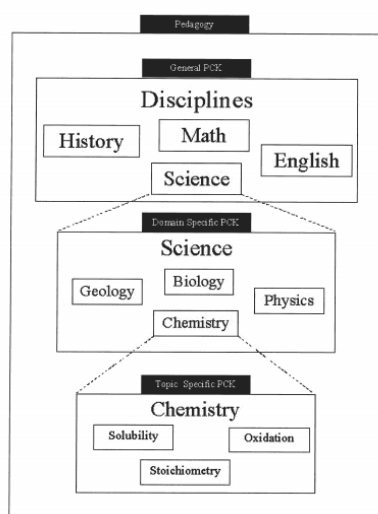 Pedagogy
General PCK
Disciplines
History
Math
English
Science
Domain Specific PCK
Science
Geology
Biology
Physics
Chemistry
Topic Specific PCK
Chemistry
Solubility
Oxidation
Stoichiometry